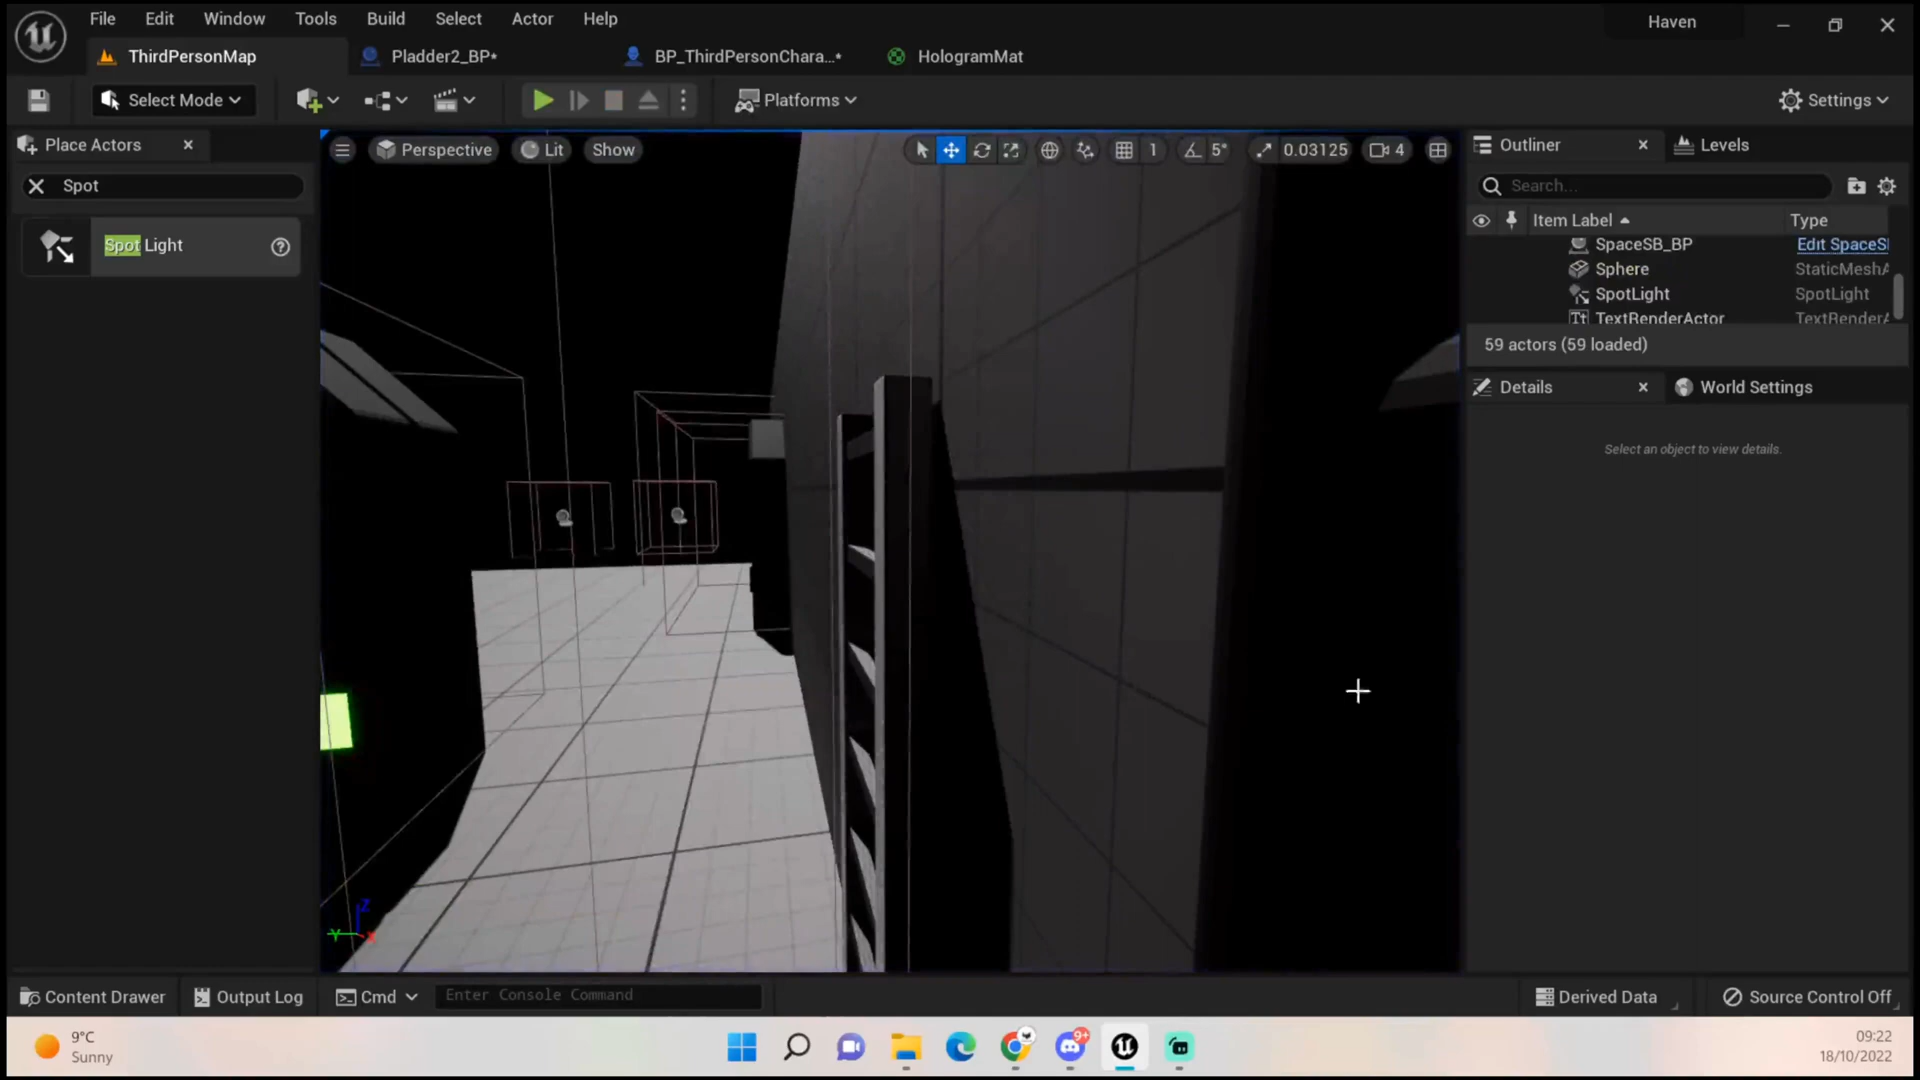 File Edit Window Tools Build Select Actor Help
Haven
ThirdPersonMap
Pladder2_BP*
BP_ThirdPersonChara...*
HologramMat
Select Mode
Platforms
Settings
Place Actors
Spot
Spot Light
Perspective
Lit
Show
1
5°
0.03125
4
Outliner
Levels
Search...
Item Label
Type
SpaceSB_BP
Edit SpaceS
Sphere
StaticMeshA
SpotLight
SpotLight
TextRenderActor
TextRenderA
59 actors (59 loaded)
Details
World Settings
Select an object to view details.
Z
Y
X
Content Drawer
Output Log
Cmd
Enter Console Command
Derived Data
Source Control Off
9°C
Sunny
9+
09:22
18/10/2022